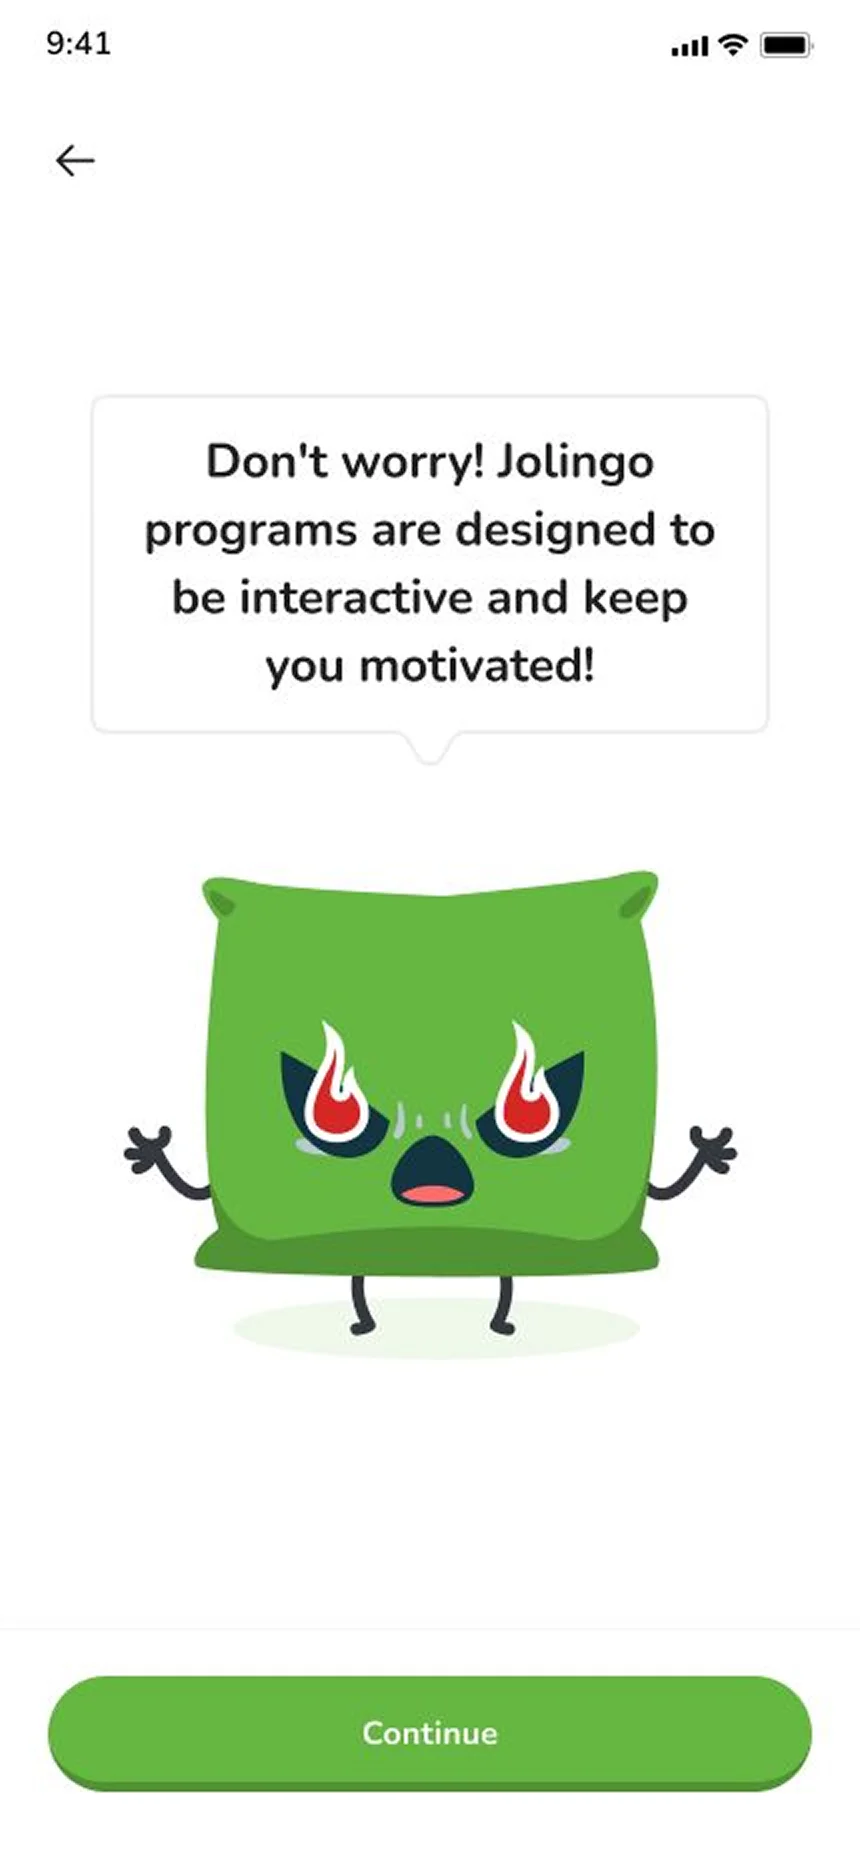 9:41
Don't worry! Jolingo
programs are designed to
be interactive and keep
you motivated!
Continue